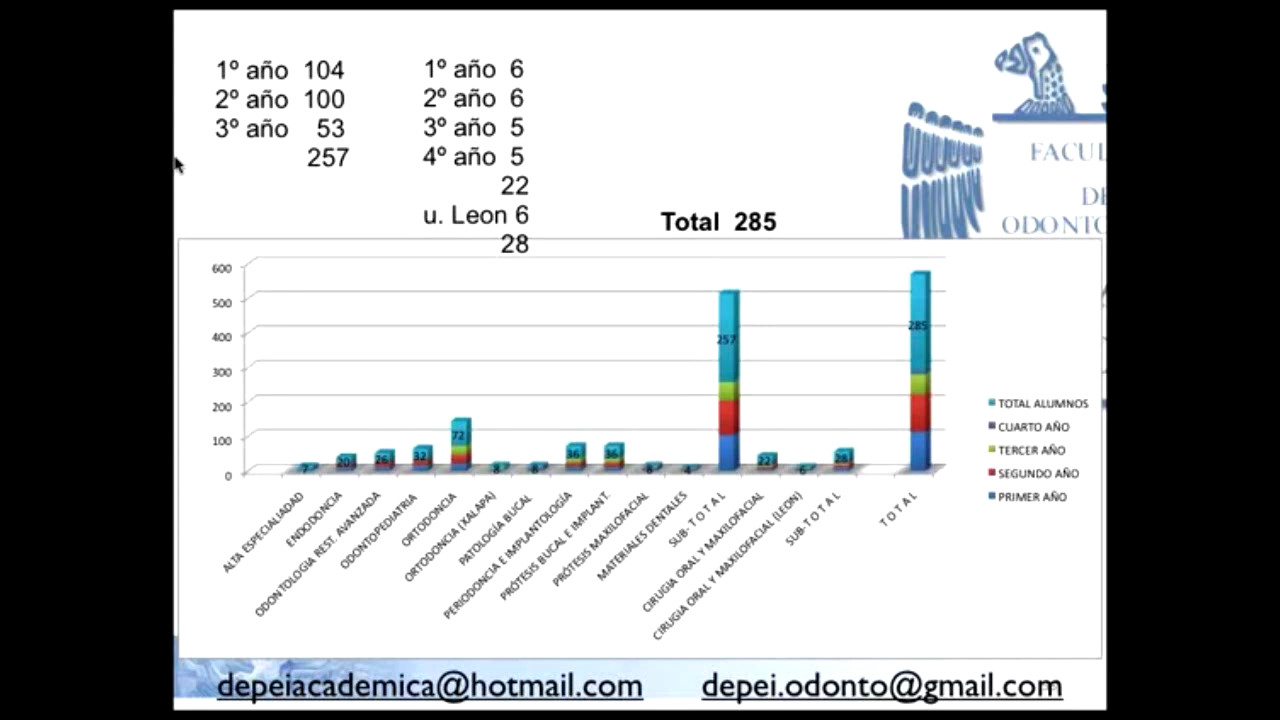 1º año 104
2º año 100
3º año 53
257
1º año 6
2º año 6
3º año 5
4º año 5
22
u. Leon 6
28
Total 285
FACUL
DE
ODONTO
600
500
400
300
200
100
0
7
20
26
32
72
8
8
36
36
8
4
257
22
6
28
285
ALTA ESPECIALIADAD
ENDODONCIA
ODONTOLOGIA REST. AVANZADA
ODONTOPEDIATRIA
ORTODONCIA
ORTODONCIA (XALAPA)
PATOLOGÍA BUCAL
PERIODONCIA E IMPLANTOLOGÍA
PRÓTESIS BUCAL E IMPLANT.
PRÓTESIS MAXILOFACIAL
MATERIALES DENTALES
SUB- T O T A L
CIRUGIA ORAL Y MAXILOFACIAL
CIRUGIA ORAL Y MAXILOFACIAL (LEON)
SUB-T O T A L
T O T A L
TOTAL ALUMNOS
CUARTO AÑO
TERCER AÑO
SEGUNDO AÑO
PRIMER AÑO
depeiacademica@hotmail.com
depei.odonto@gmail.com